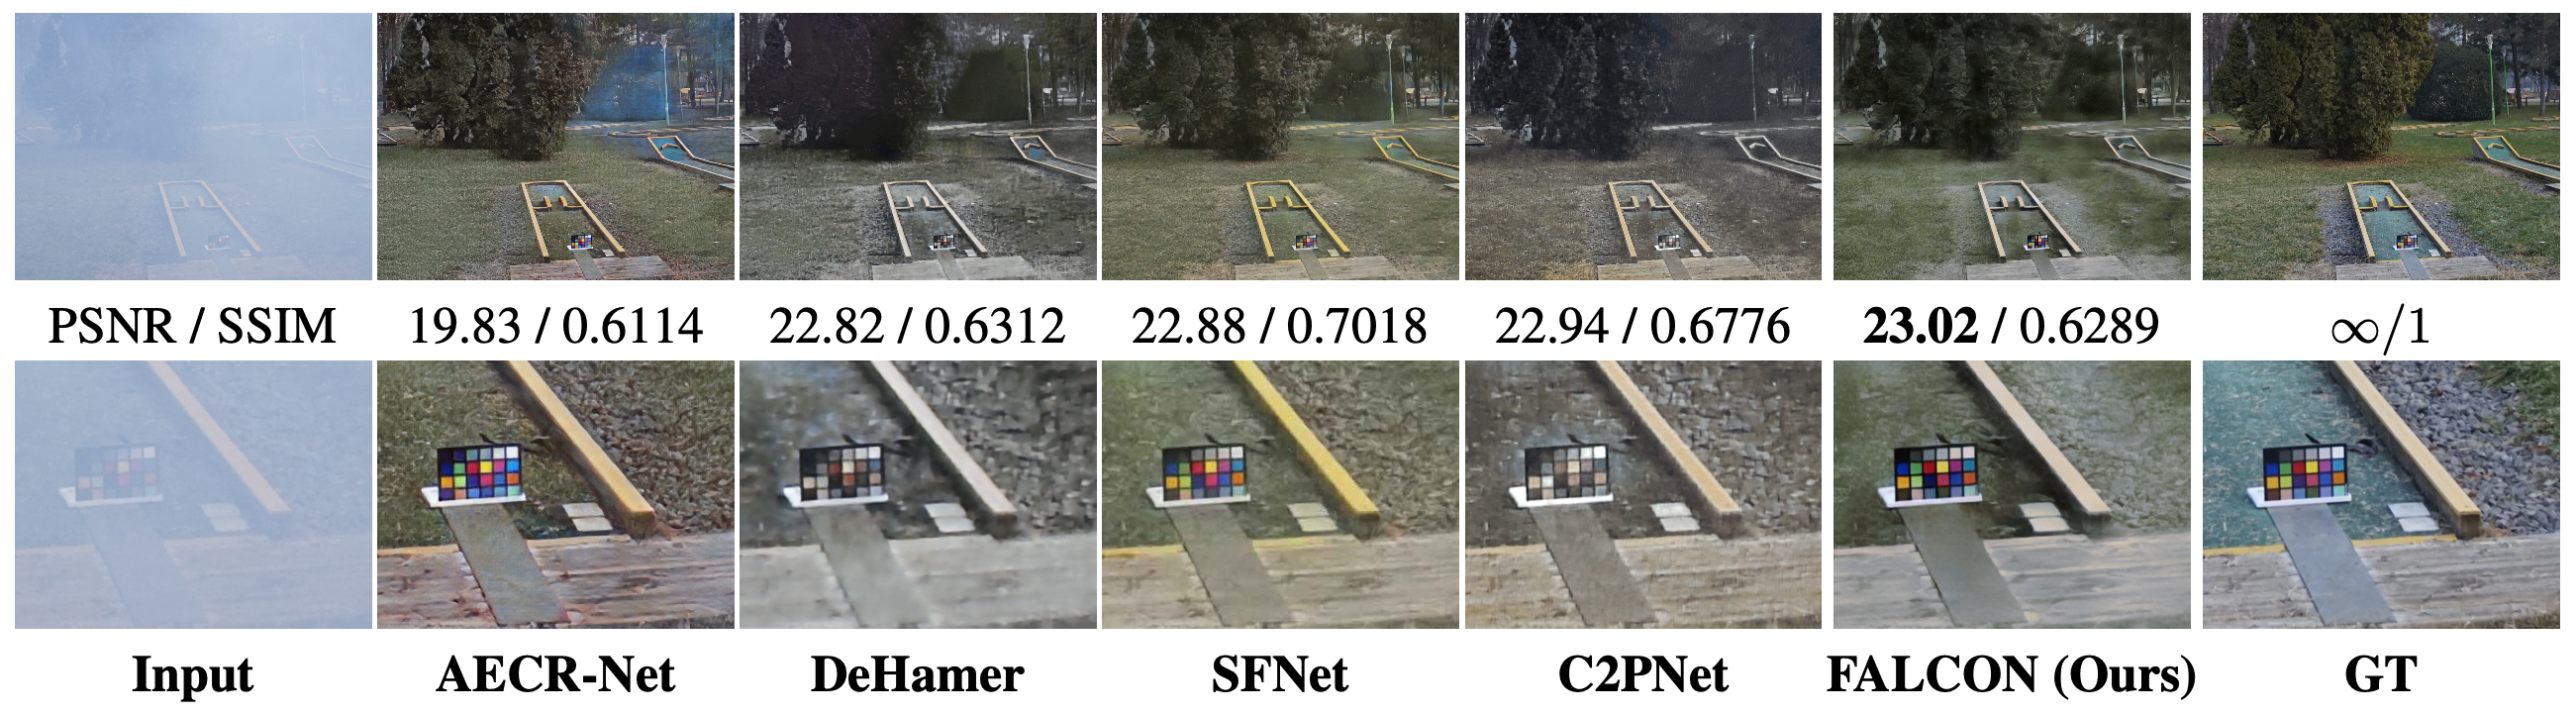 PSNR / SSIM 19.83 / 0.6114 22.82 / 0.6312 22.88 / 0.7018 22.94 / 0.6776 23.02 / 0.6289 ∞/1
Input AECR-Net DeHamer SFNet C2PNet FALCON (Ours) GT